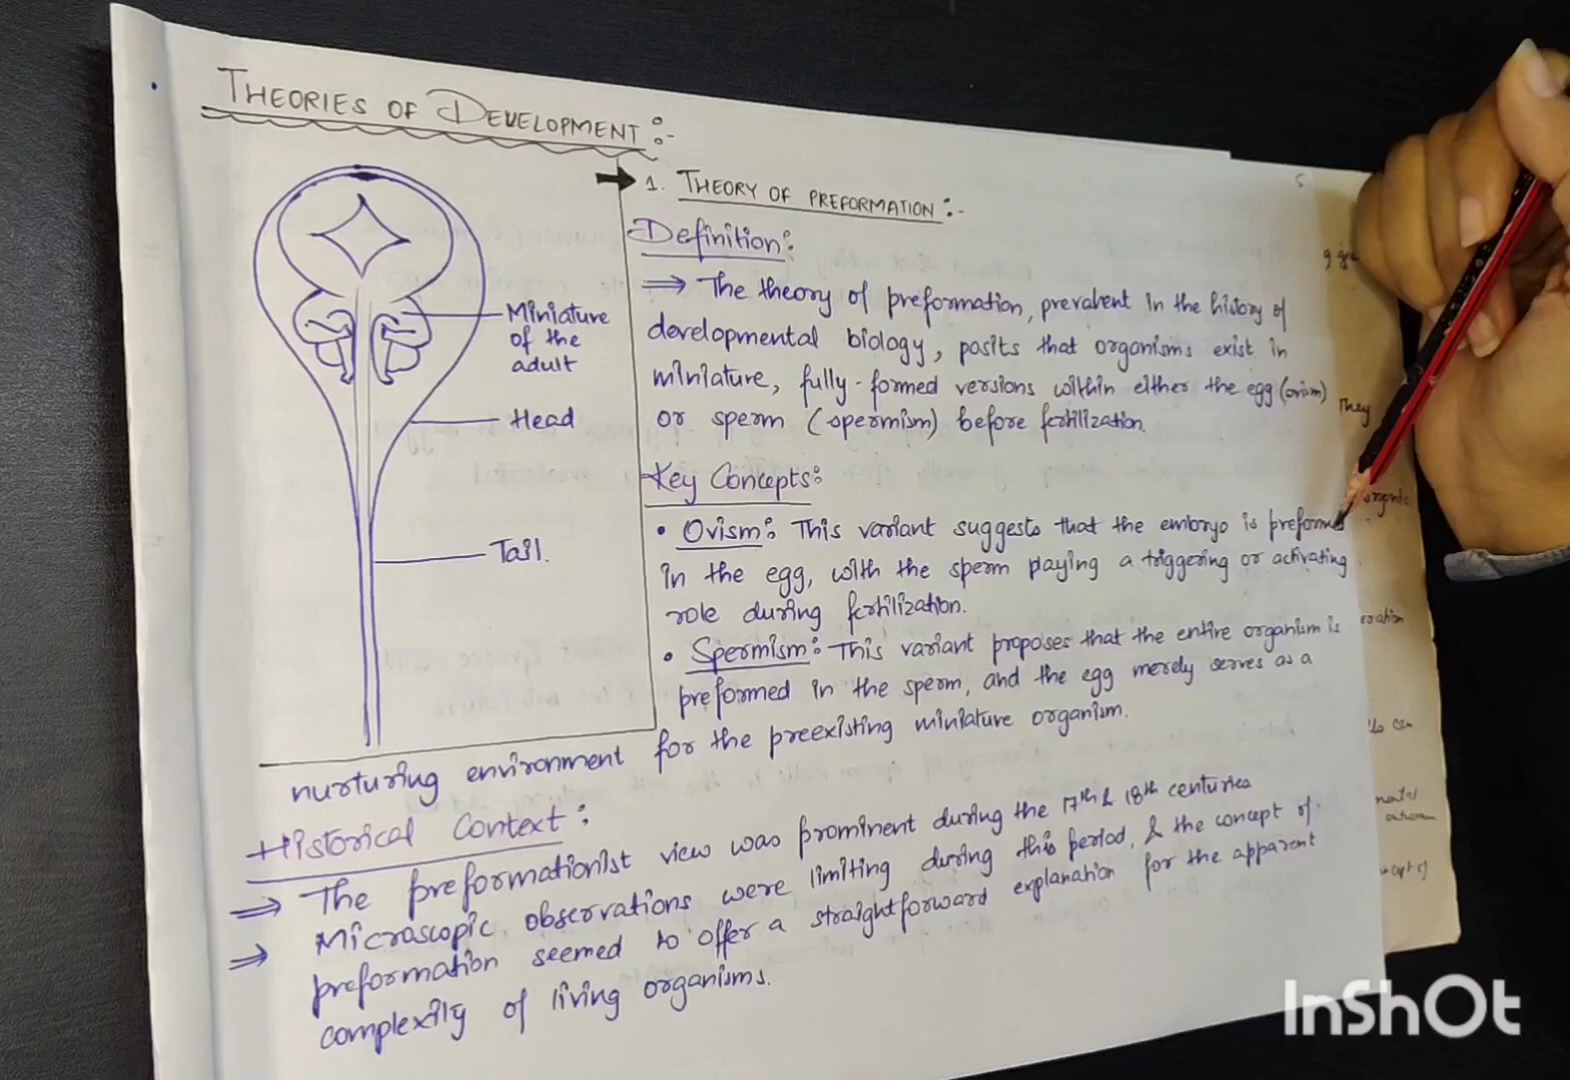 THEORIES OF DEVELOPMENT:-
1. THEORY OF PREFORMATION:-
Definition:
⇒ The theory of preformation, prevalent in the history of
developmental biology, posits that organisms exist in
miniature, fully-formed versions within either the egg (ovism)
or sperm (spermism) before fertilization.
Miniature
of the
adult
Head
Tail.
Key Concepts:
• Ovism: This variant suggests that the embryo is preformed
in the egg, with the sperm playing a triggering or activating
role during fertilization.
• Spermism: This variant proposes that the entire organism is
preformed in the sperm, and the egg merely serves as a
nurturing environment for the preexisting miniature organism.
Historical Context:
⇒ The preformationist view was prominent during the 17th & 18th centuries
⇒ Microscopic observations were limiting during this period, & the concept of
preformation seemed to offer a straightforward explanation for the apparent
complexity of living organisms.
They
InShOt